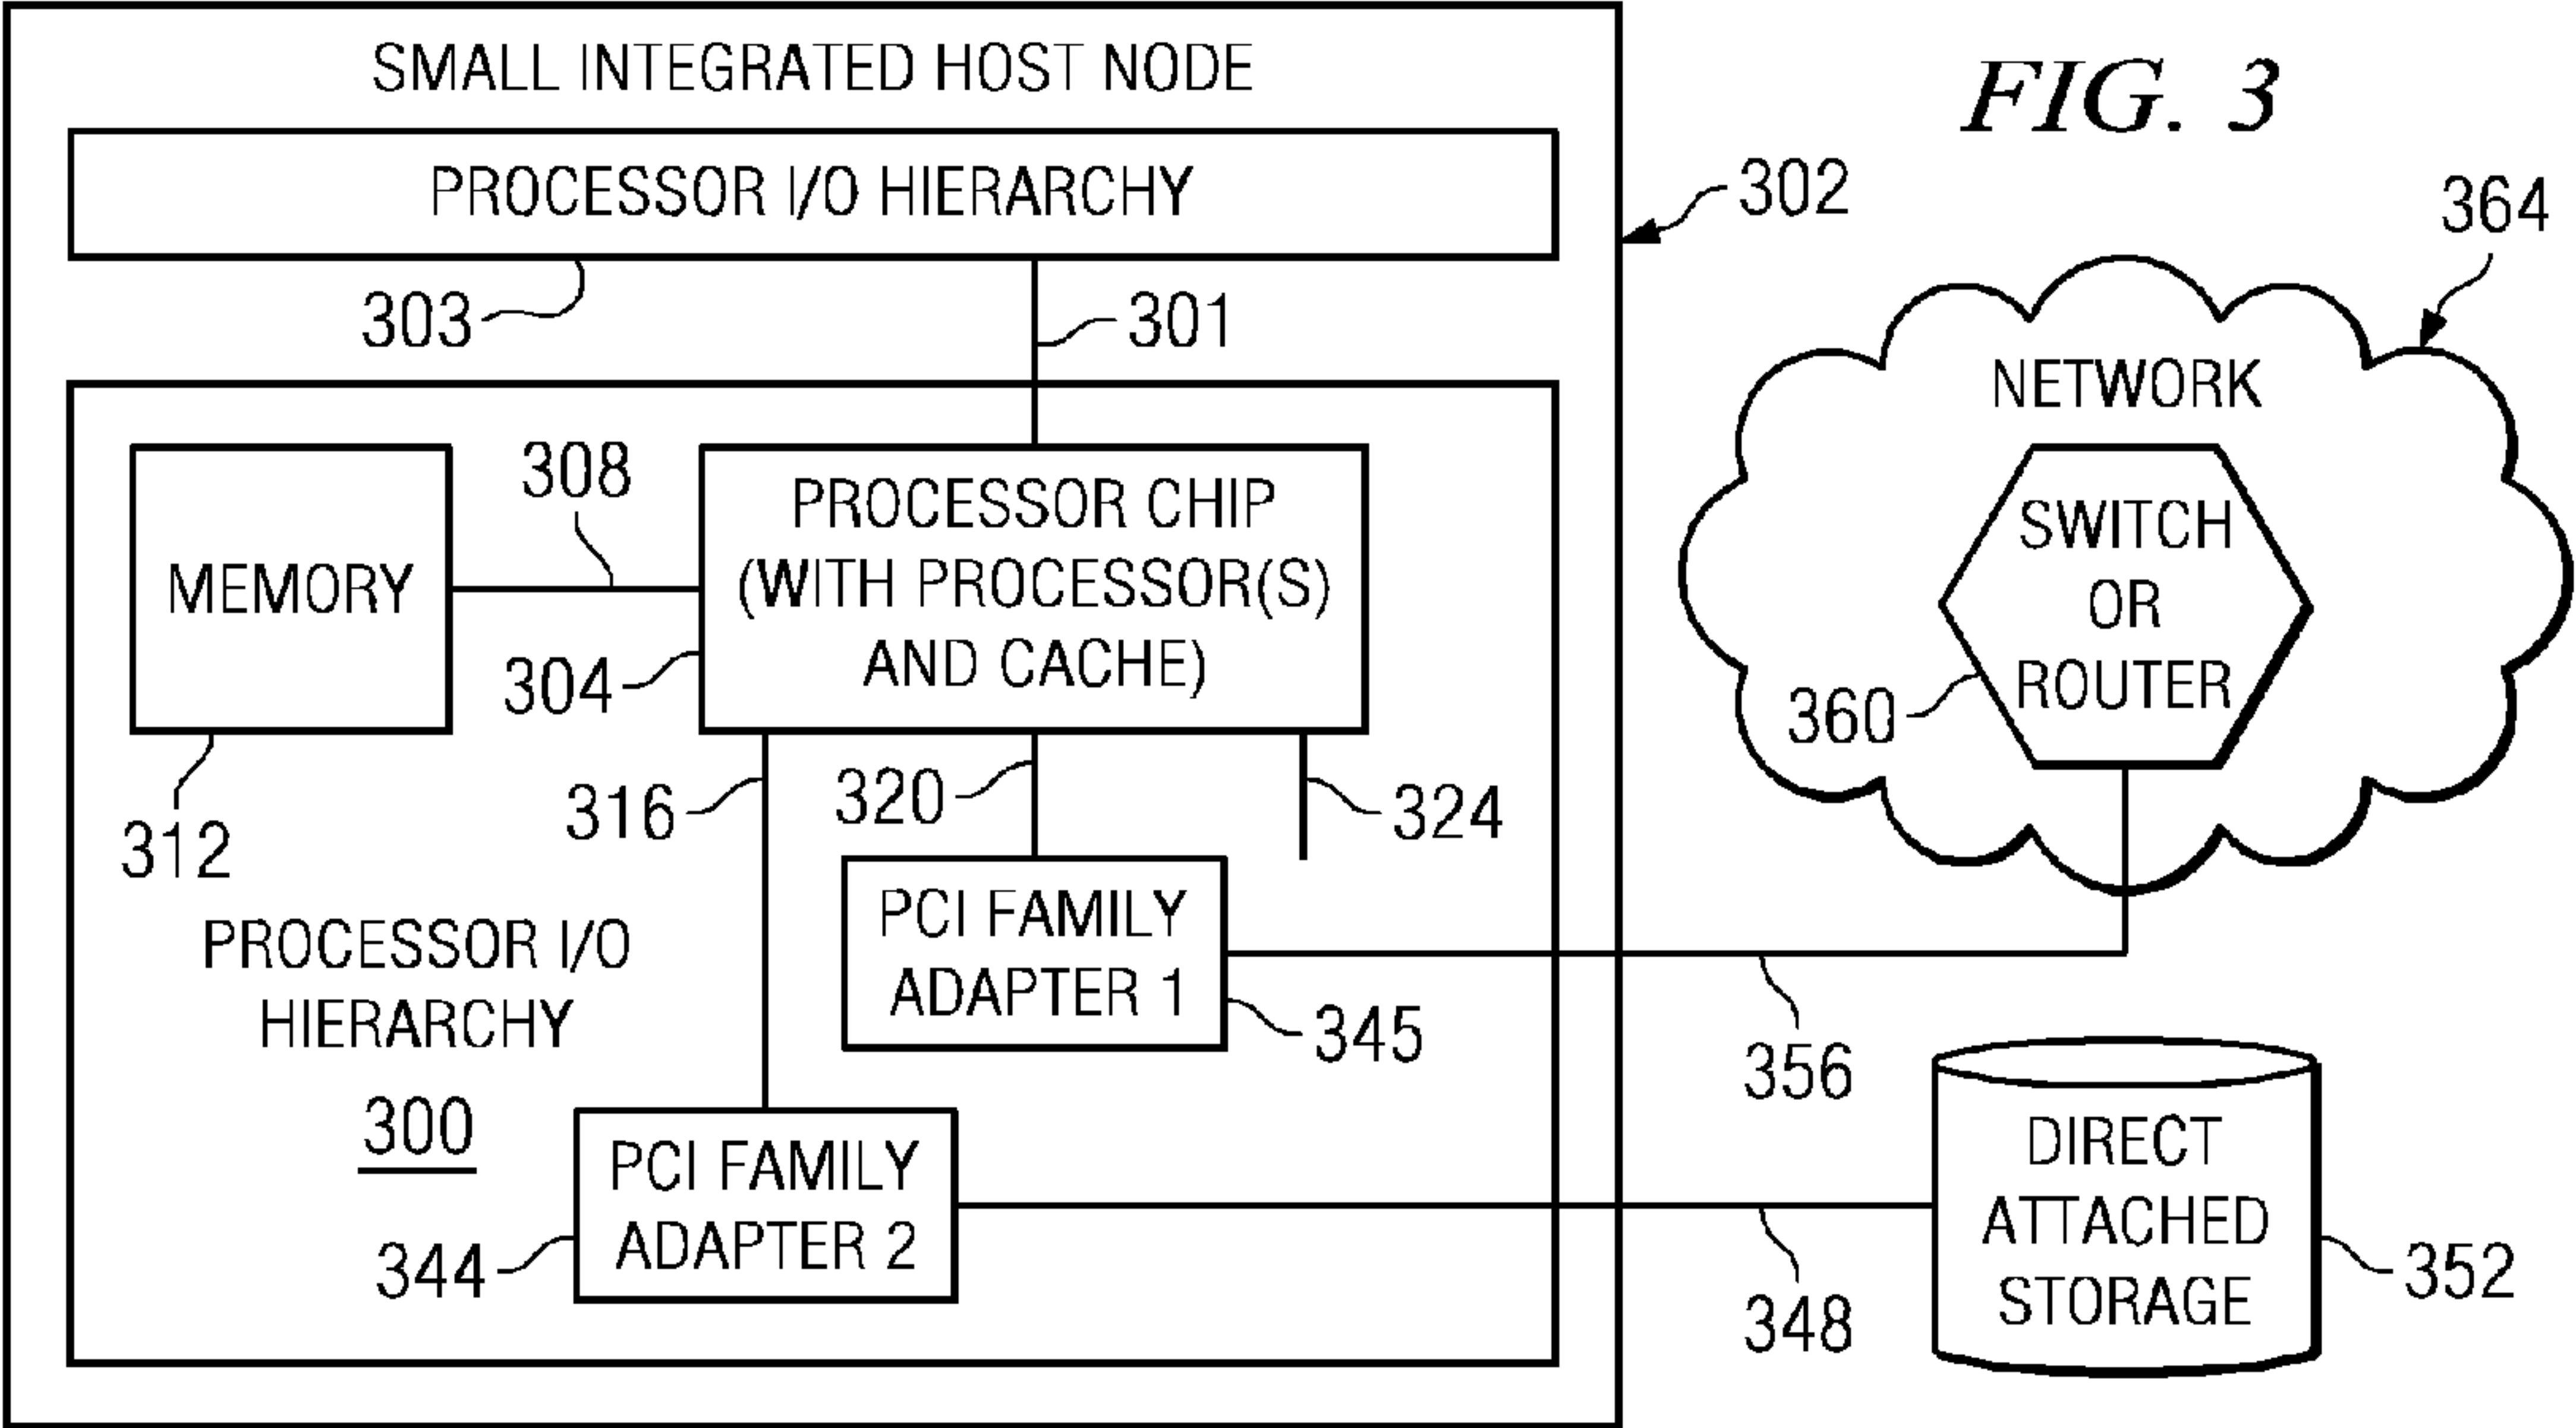 SMALL INTEGRATED HOST NODE
FIG. 3
PROCESSOR I/O HIERARCHY
302
364
303
301
NETWORK
MEMORY
308
PROCESSOR CHIP
(WITH PROCESSOR(S)
AND CACHE)
304
SWITCH
OR
ROUTER
360
312
316
320
324
PROCESSOR I/O
HIERARCHY
300
PCI FAMILY
ADAPTER 1
345
356
PCI FAMILY
ADAPTER 2
344
348
DIRECT
ATTACHED
STORAGE
352